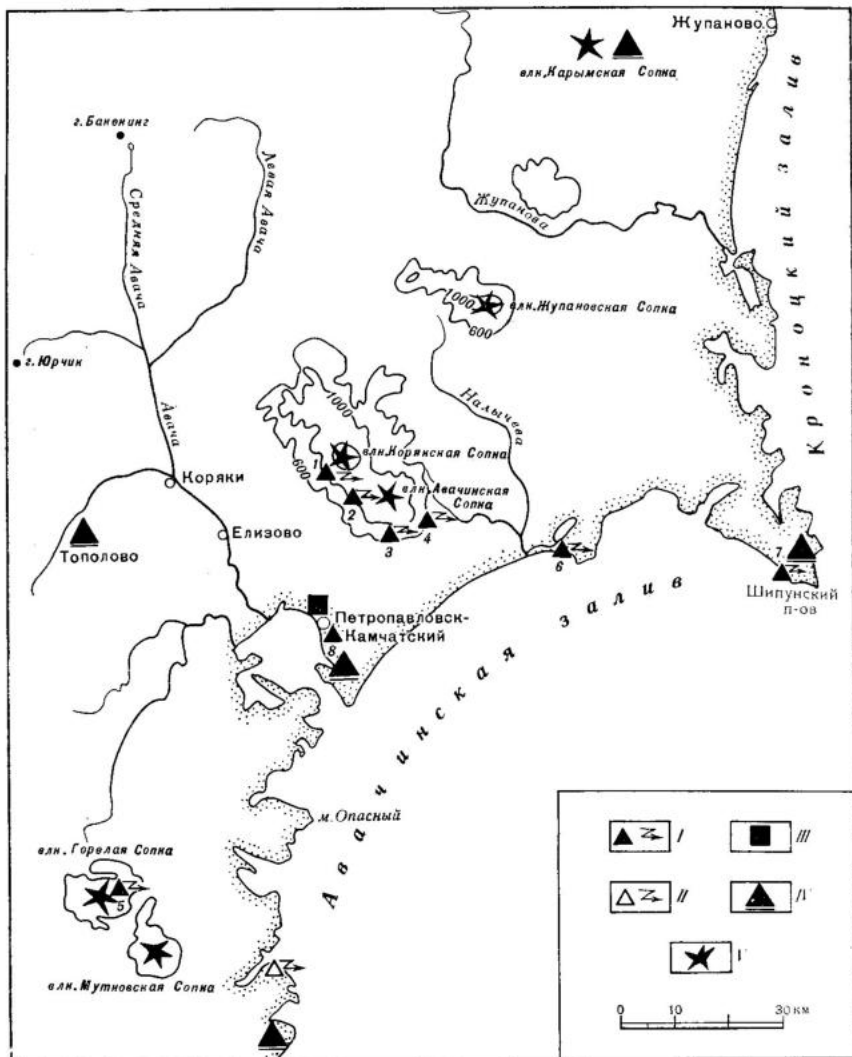 Жупаново
влк. Карымская Сопка
г. Бакенинг
Средняя Авача
Левая Авача
Жупанова
Кроноцкий залив
1000
влк. Жупановская Сопка
600
г. Юрчик
Авача
Налычева
1000
600
влк. Корякская Сопка
1
влк. Авачинская
Сопка
2
3
4
Коряки
Елизово
Тополово
6
7
Шипунский
п-ов
Петропавловск-
Камчатский
8
Авачинская залив
м. Опасный
влк. Горелая Сопка
5
влк. Мутновская Сопка
I
III
II
IV
V
0 10 30 км